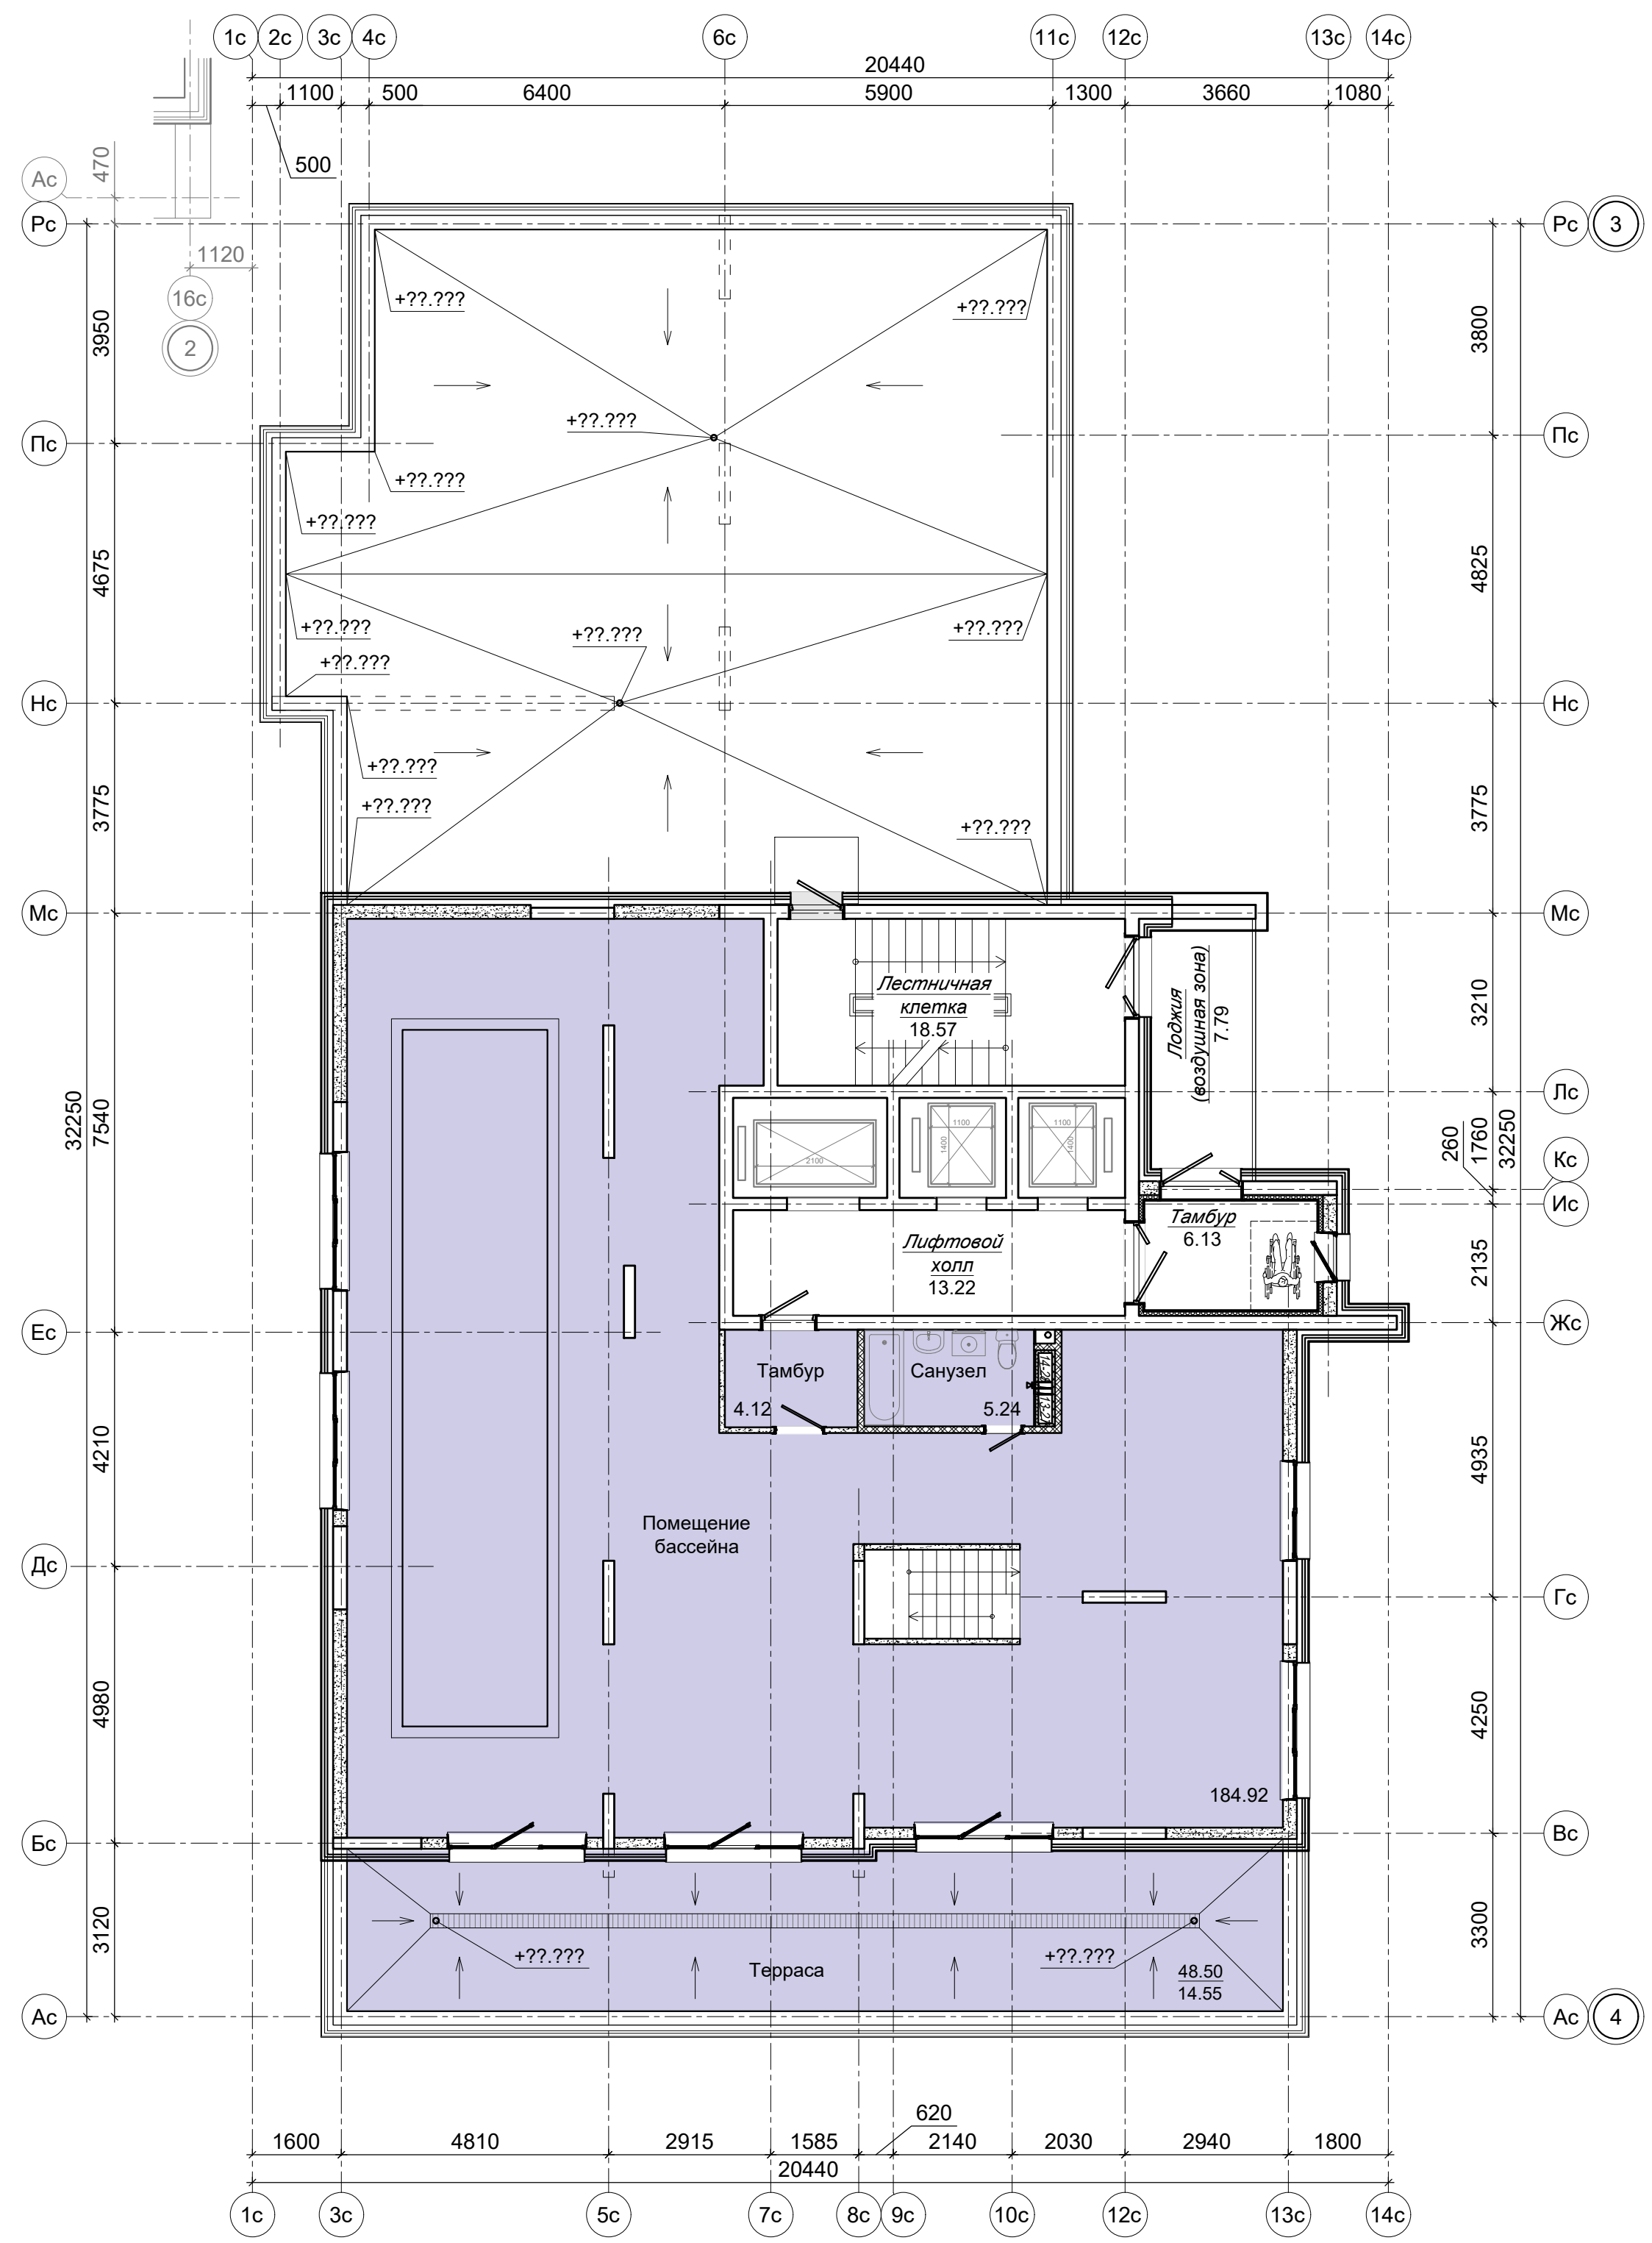 1с 2с 3с 4с 6с 11с 12с 13с 14с
20440
1100 500 6400 5900 1300 3660 1080
500
470
Ас
Рс
Рс 3
1120
16с
2
3950
3800
+??.???
+??.???
+??.???
Пс
Пс
+??.???
+??.???
4675
4825
+??.???
+??.???
+??.???
+??.???
Нс
Нс
+??.???
3775
3775
+??.???
+??.???
Мс
Мс
Лестничная
клетка
18.57
Лоджия
(воздушная зона)
7.79
3210
Лс
32250
7540
2100
1100
1400
1100
1400
260
1760
32250
Кс
Ис
Тамбур
6.13
Лифтовой
холл
13.22
2135
Ес
Жс
Тамбур
4.12
Санузел
5.24
4210
4935
Помещение
бассейна
Дс
Гс
4980
4250
184.92
Бс
Вс
3120
3300
+??.???
+??.???
Терраса
48.50
14.55
Ас
Ас 4
620
1600 4810 2915 1585 2140 2030 2940 1800
20440
1с 3с 5с 7с 8с 9с 10с 12с 13с 14с